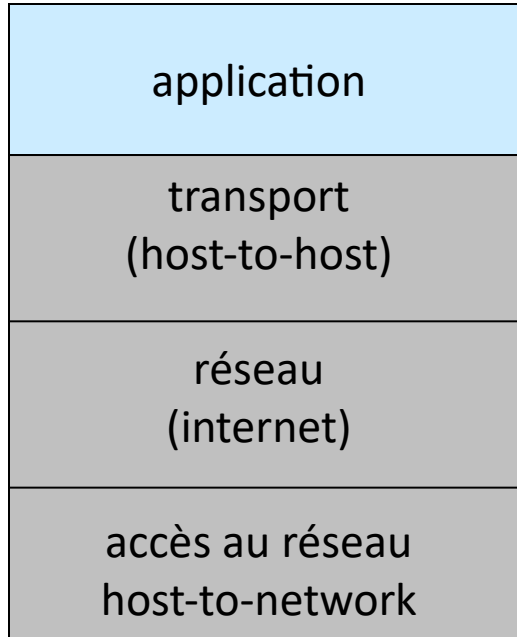 application
transport
(host-to-host)
réseau
(internet)
accès au réseau
host-to-network